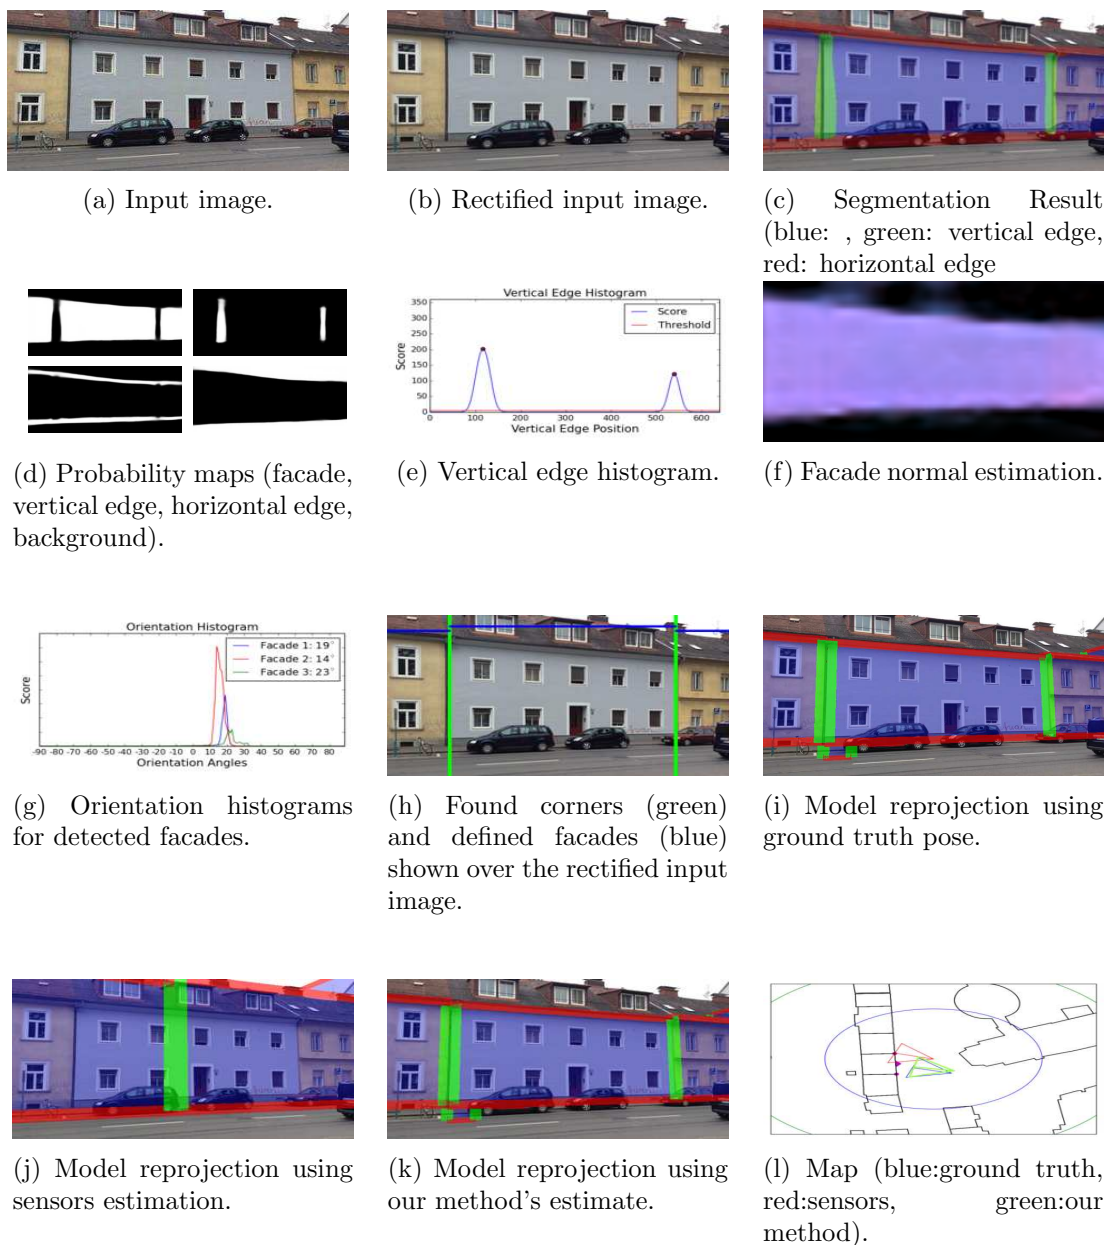 (a) Input image.
(b) Rectified input image.
(c) Segmentation Result
(blue: , green: vertical edge,
red: horizontal edge
Vertical Edge Histogram
350
300
250
200
150
100
50
0
Score
Score
Threshold
0 100 200 300 400 500 600
Vertical Edge Position
(d) Probability maps (facade,
vertical edge, horizontal edge,
background).
(e) Vertical edge histogram.
(f) Facade normal estimation.
Orientation Histogram
Score
Facade 1: 19°
Facade 2: 14°
Facade 3: 23°
-90 -80 -70 -60 -50 -40 -30 -20 -10 0 10 20 30 40 50 60 70 80
Orientation Angles
(g) Orientation histograms
for detected facades.
(h) Found corners (green)
and defined facades (blue)
shown over the rectified input
image.
(i) Model reprojection using
ground truth pose.
(j) Model reprojection using
sensors estimation.
(k) Model reprojection using
our method's estimate.
(l) Map (blue:ground truth,
red:sensors, green:our
method).